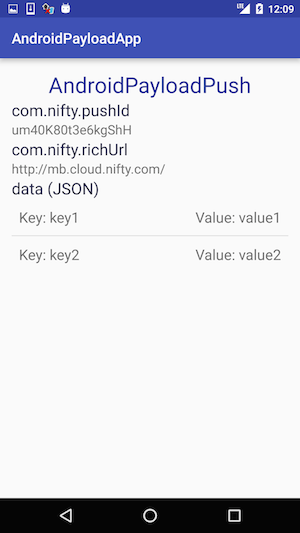 12:09
AndroidPayloadApp
AndroidPayloadPush
com.nifty.pushId
um40K80t3e6kgShH
com.nifty.richUrl
http://mb.cloud.nifty.com/
data (JSON)
Key: key1 Value: value1
Key: key2 Value: value2